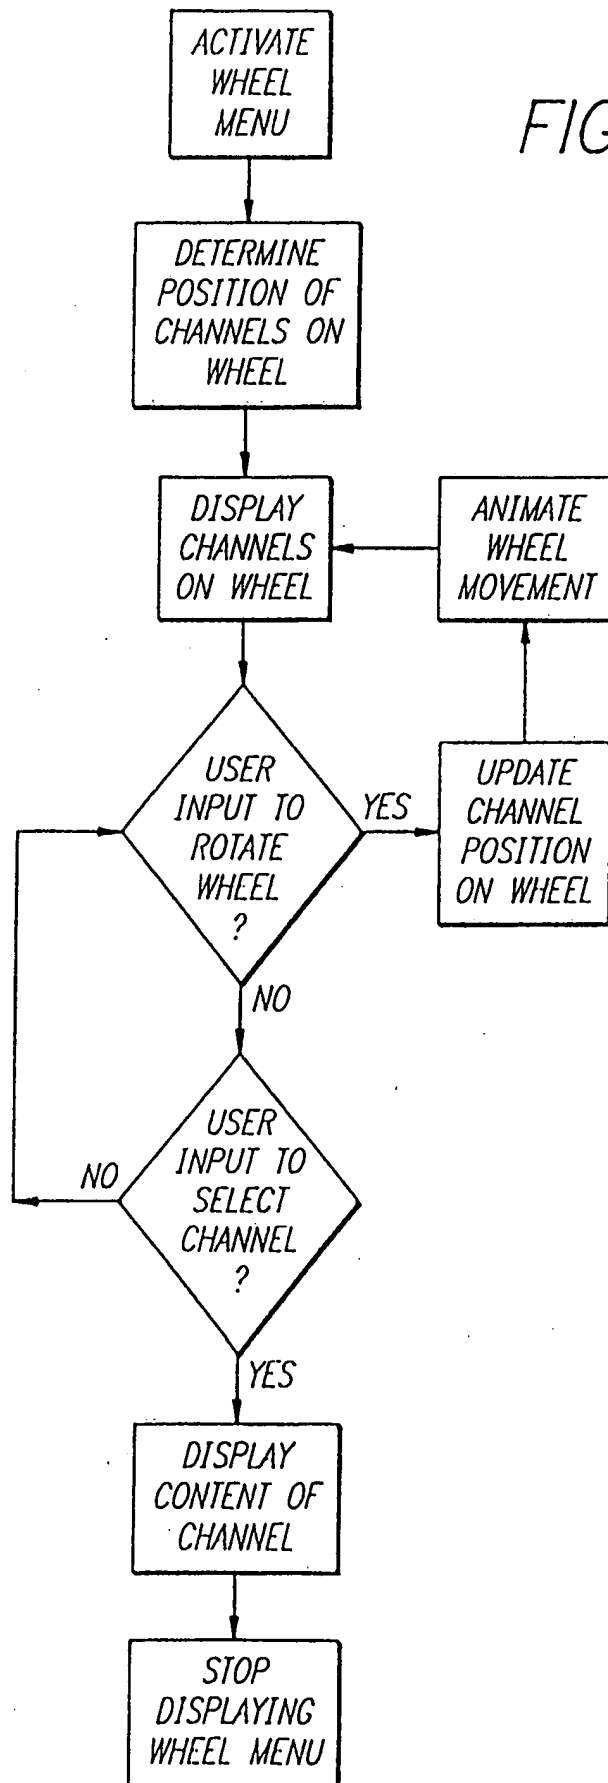 ACTIVATE
WHEEL
MENU
FIG
DETERMINE
POSITION OF
CHANNELS ON
WHEEL
DISPLAY
CHANNELS
ON WHEEL
ANIMATE
WHEEL
MOVEMENT
USER
INPUT TO
ROTATE
WHEEL
?
YES
UPDATE
CHANNEL
POSITION
ON WHEEL
NO
USER
INPUT TO
SELECT
CHANNEL
?
NO
YES
DISPLAY
CONTENT OF
CHANNEL
STOP
DISPLAYING
WHEEL MENU